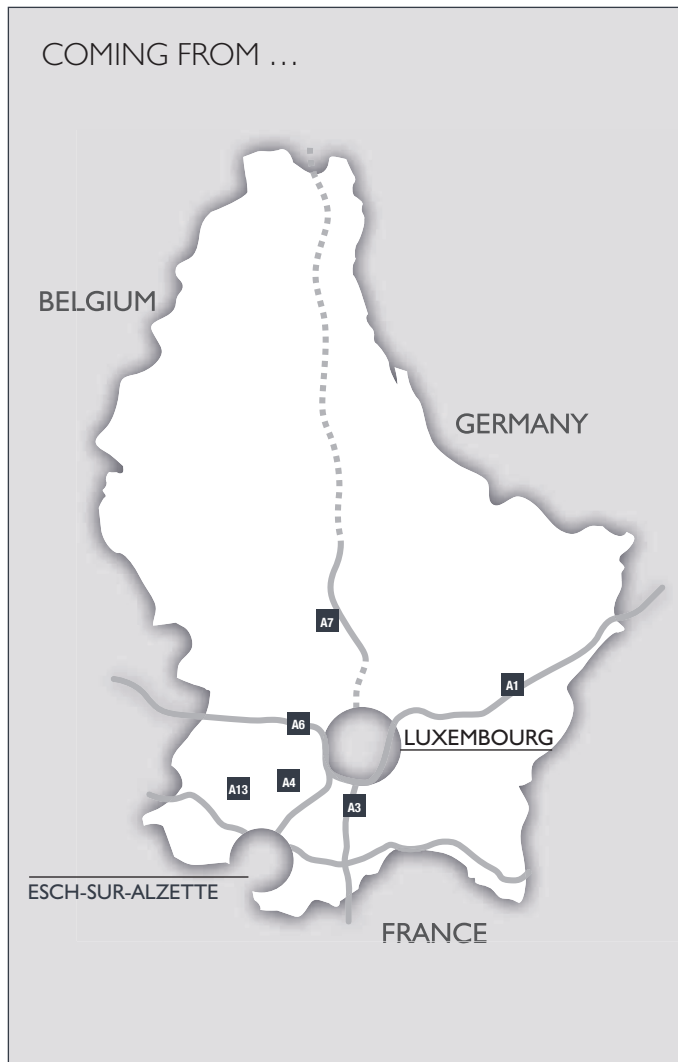 COMING FROM …
BELGIUM
GERMANY
A7
A1
A6
LUXEMBOURG
A4
A13
A3
ESCH-SUR-ALZETTE
FRANCE